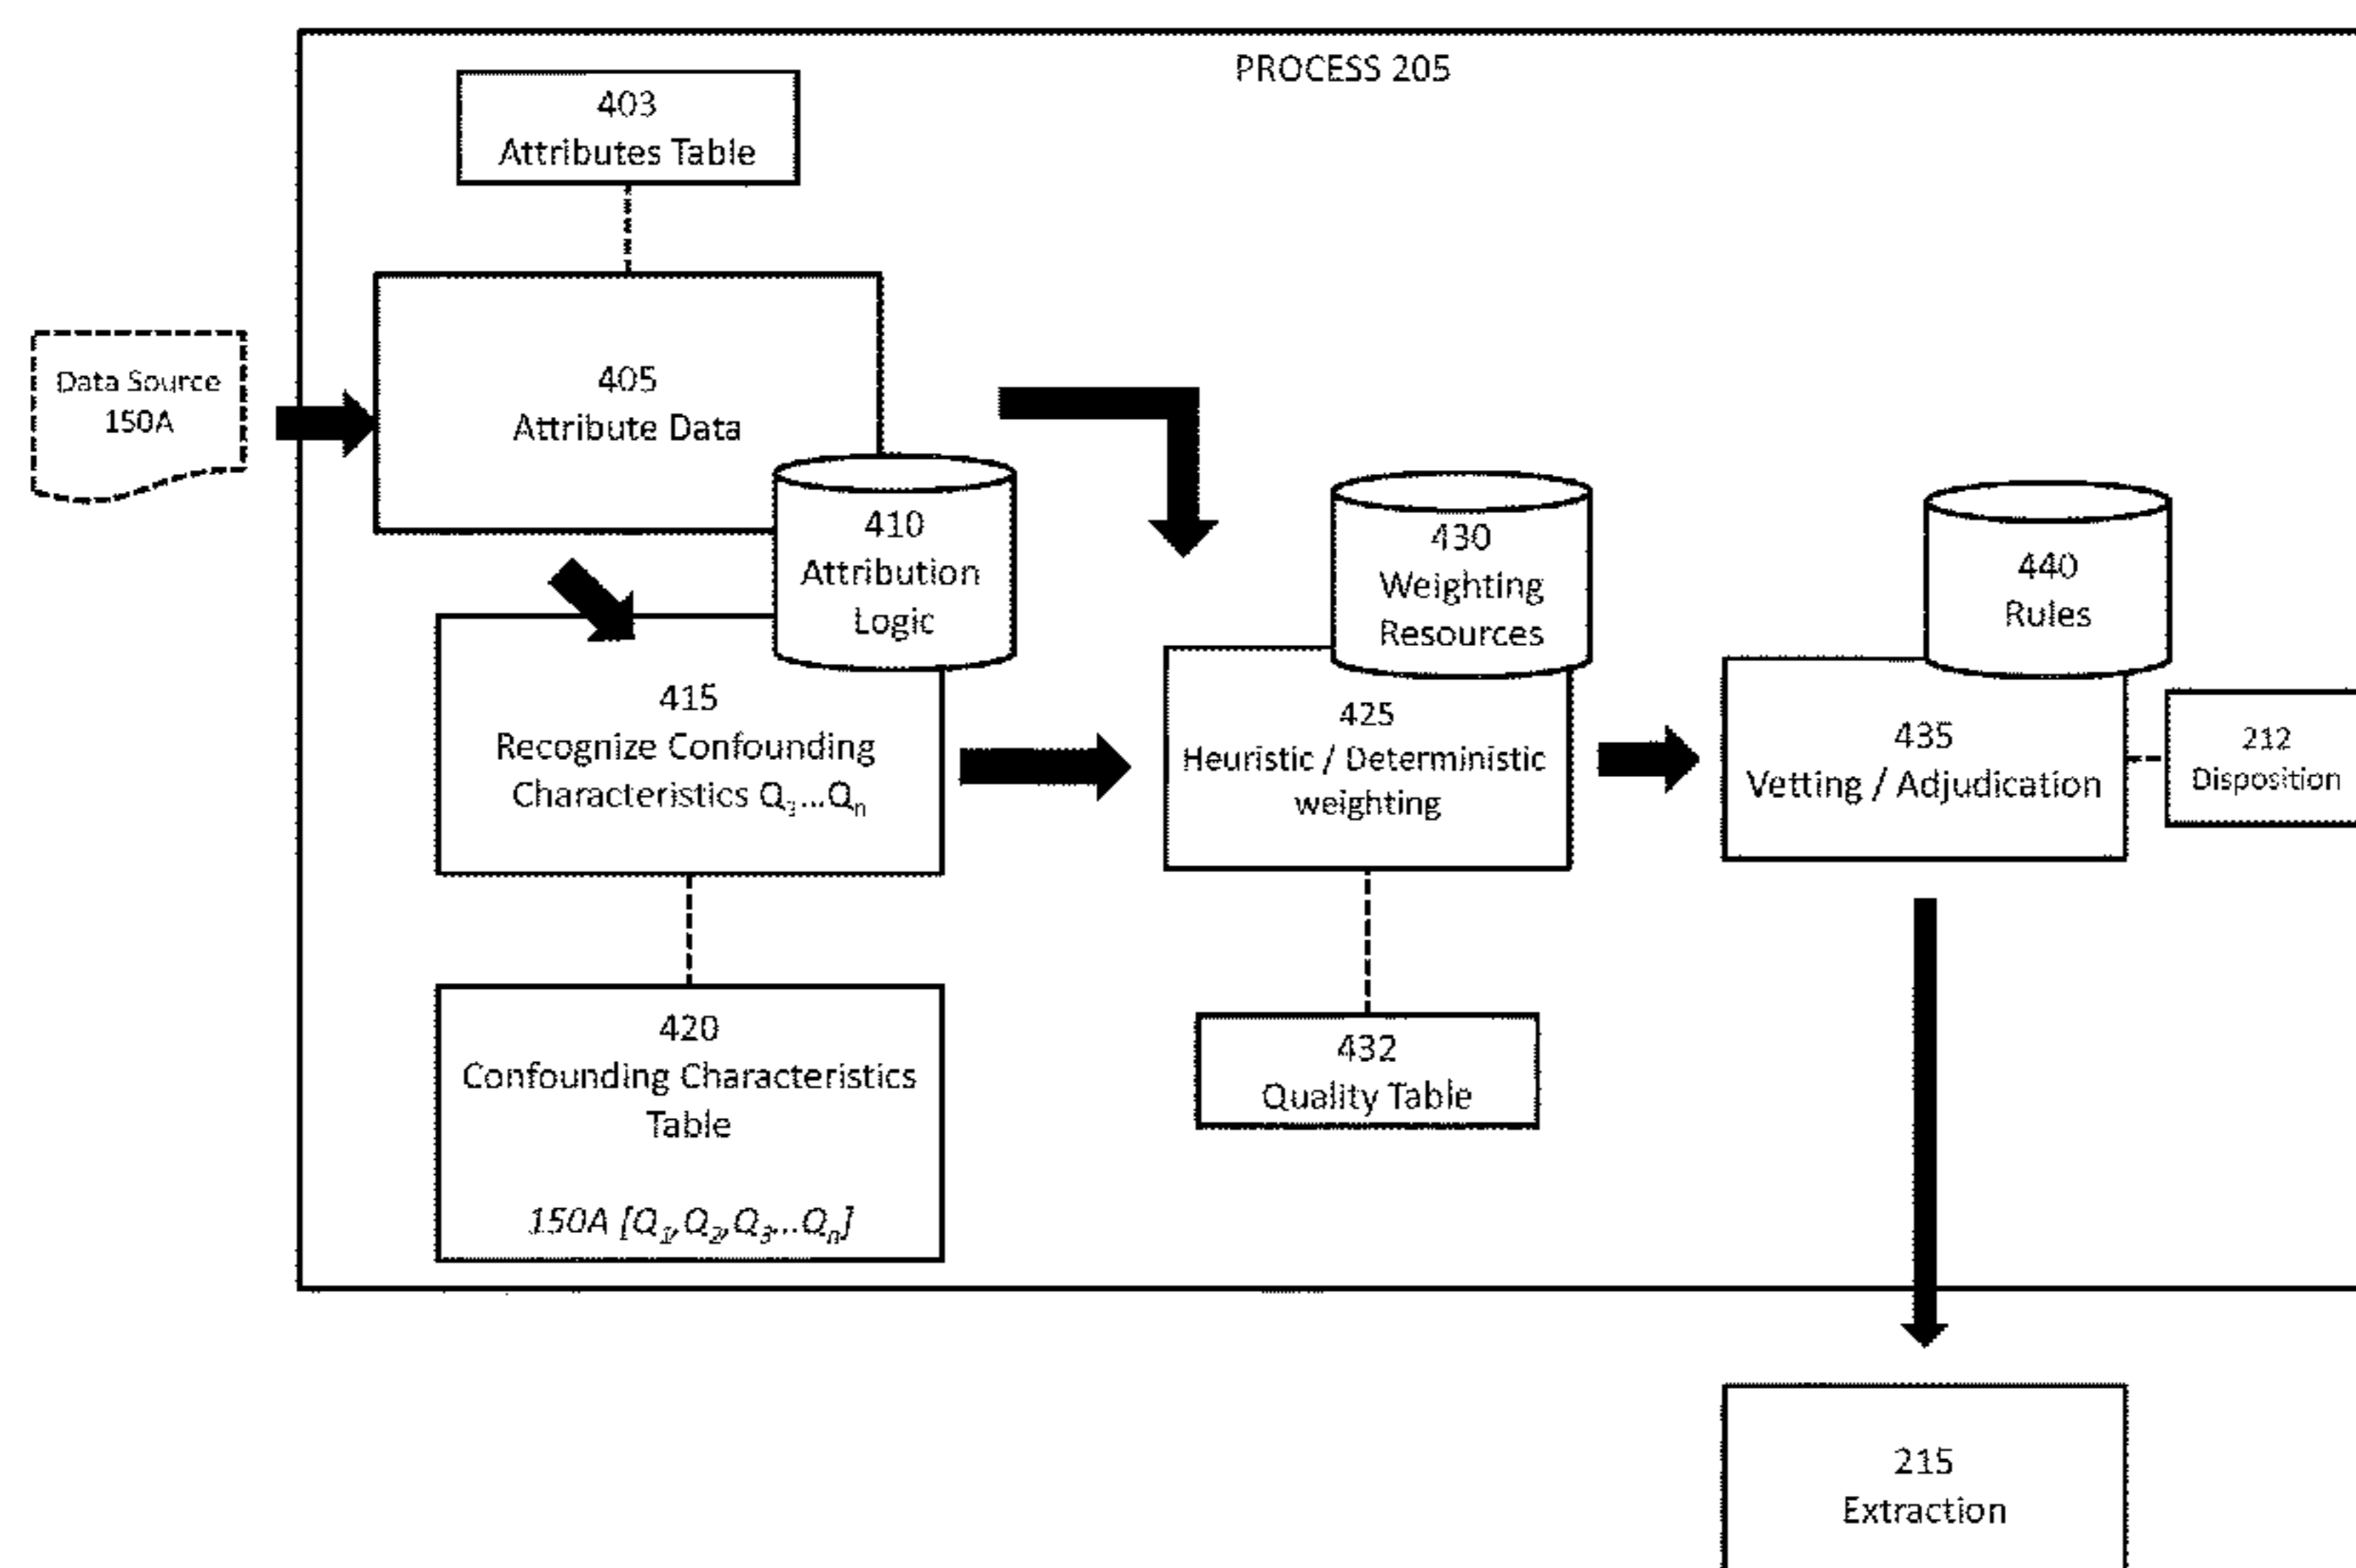 PROCESS 205
403
Attributes Table
Data Source
150A
405
Attribute Data
410
Attribution
Logic
415
Recognize Confounding
Characteristics Q₃...Qₙ
420
Confounding Characteristics
Table
150A [Q₁,Q₂,Q₃...Qₙ]
430
Weighting
Resources
425
Heuristic / Deterministic
weighting
432
Quality Table
440
Rules
435
Vetting / Adjudication
212
Disposition
215
Extraction